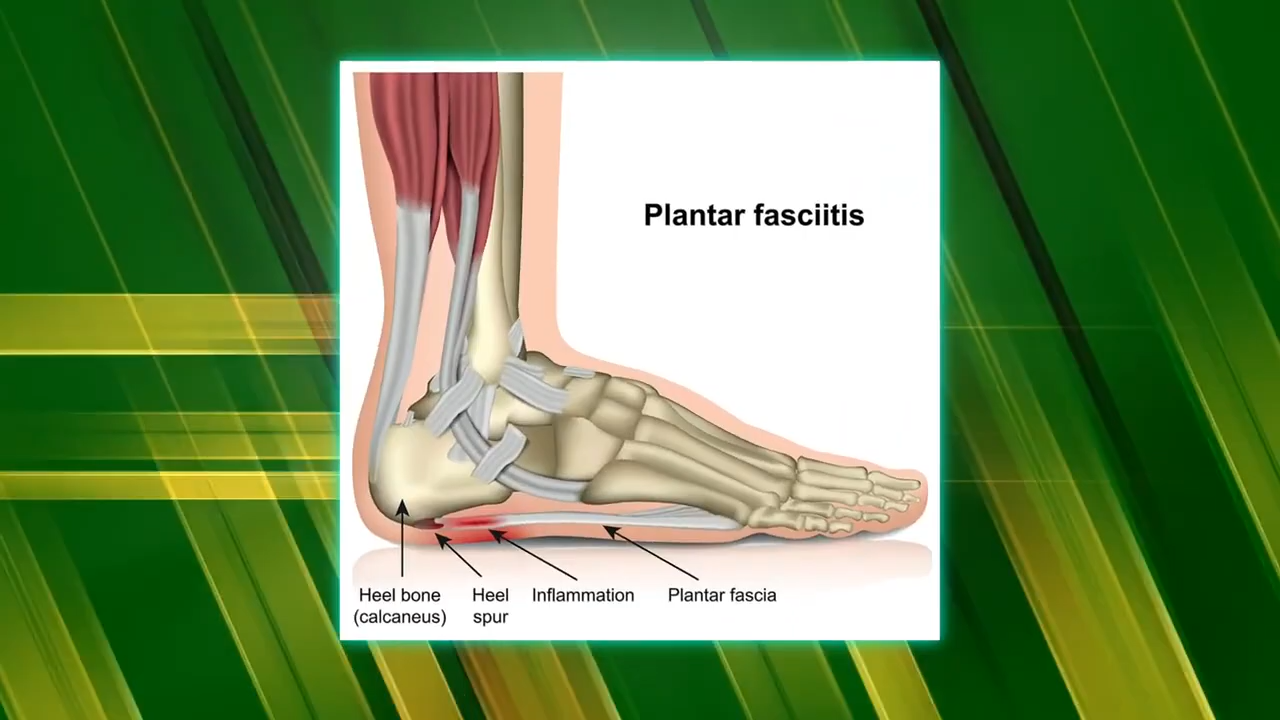 Plantar fasciitis
Heel bone
(calcaneus)
Heel
spur
Inflammation
Plantar fascia